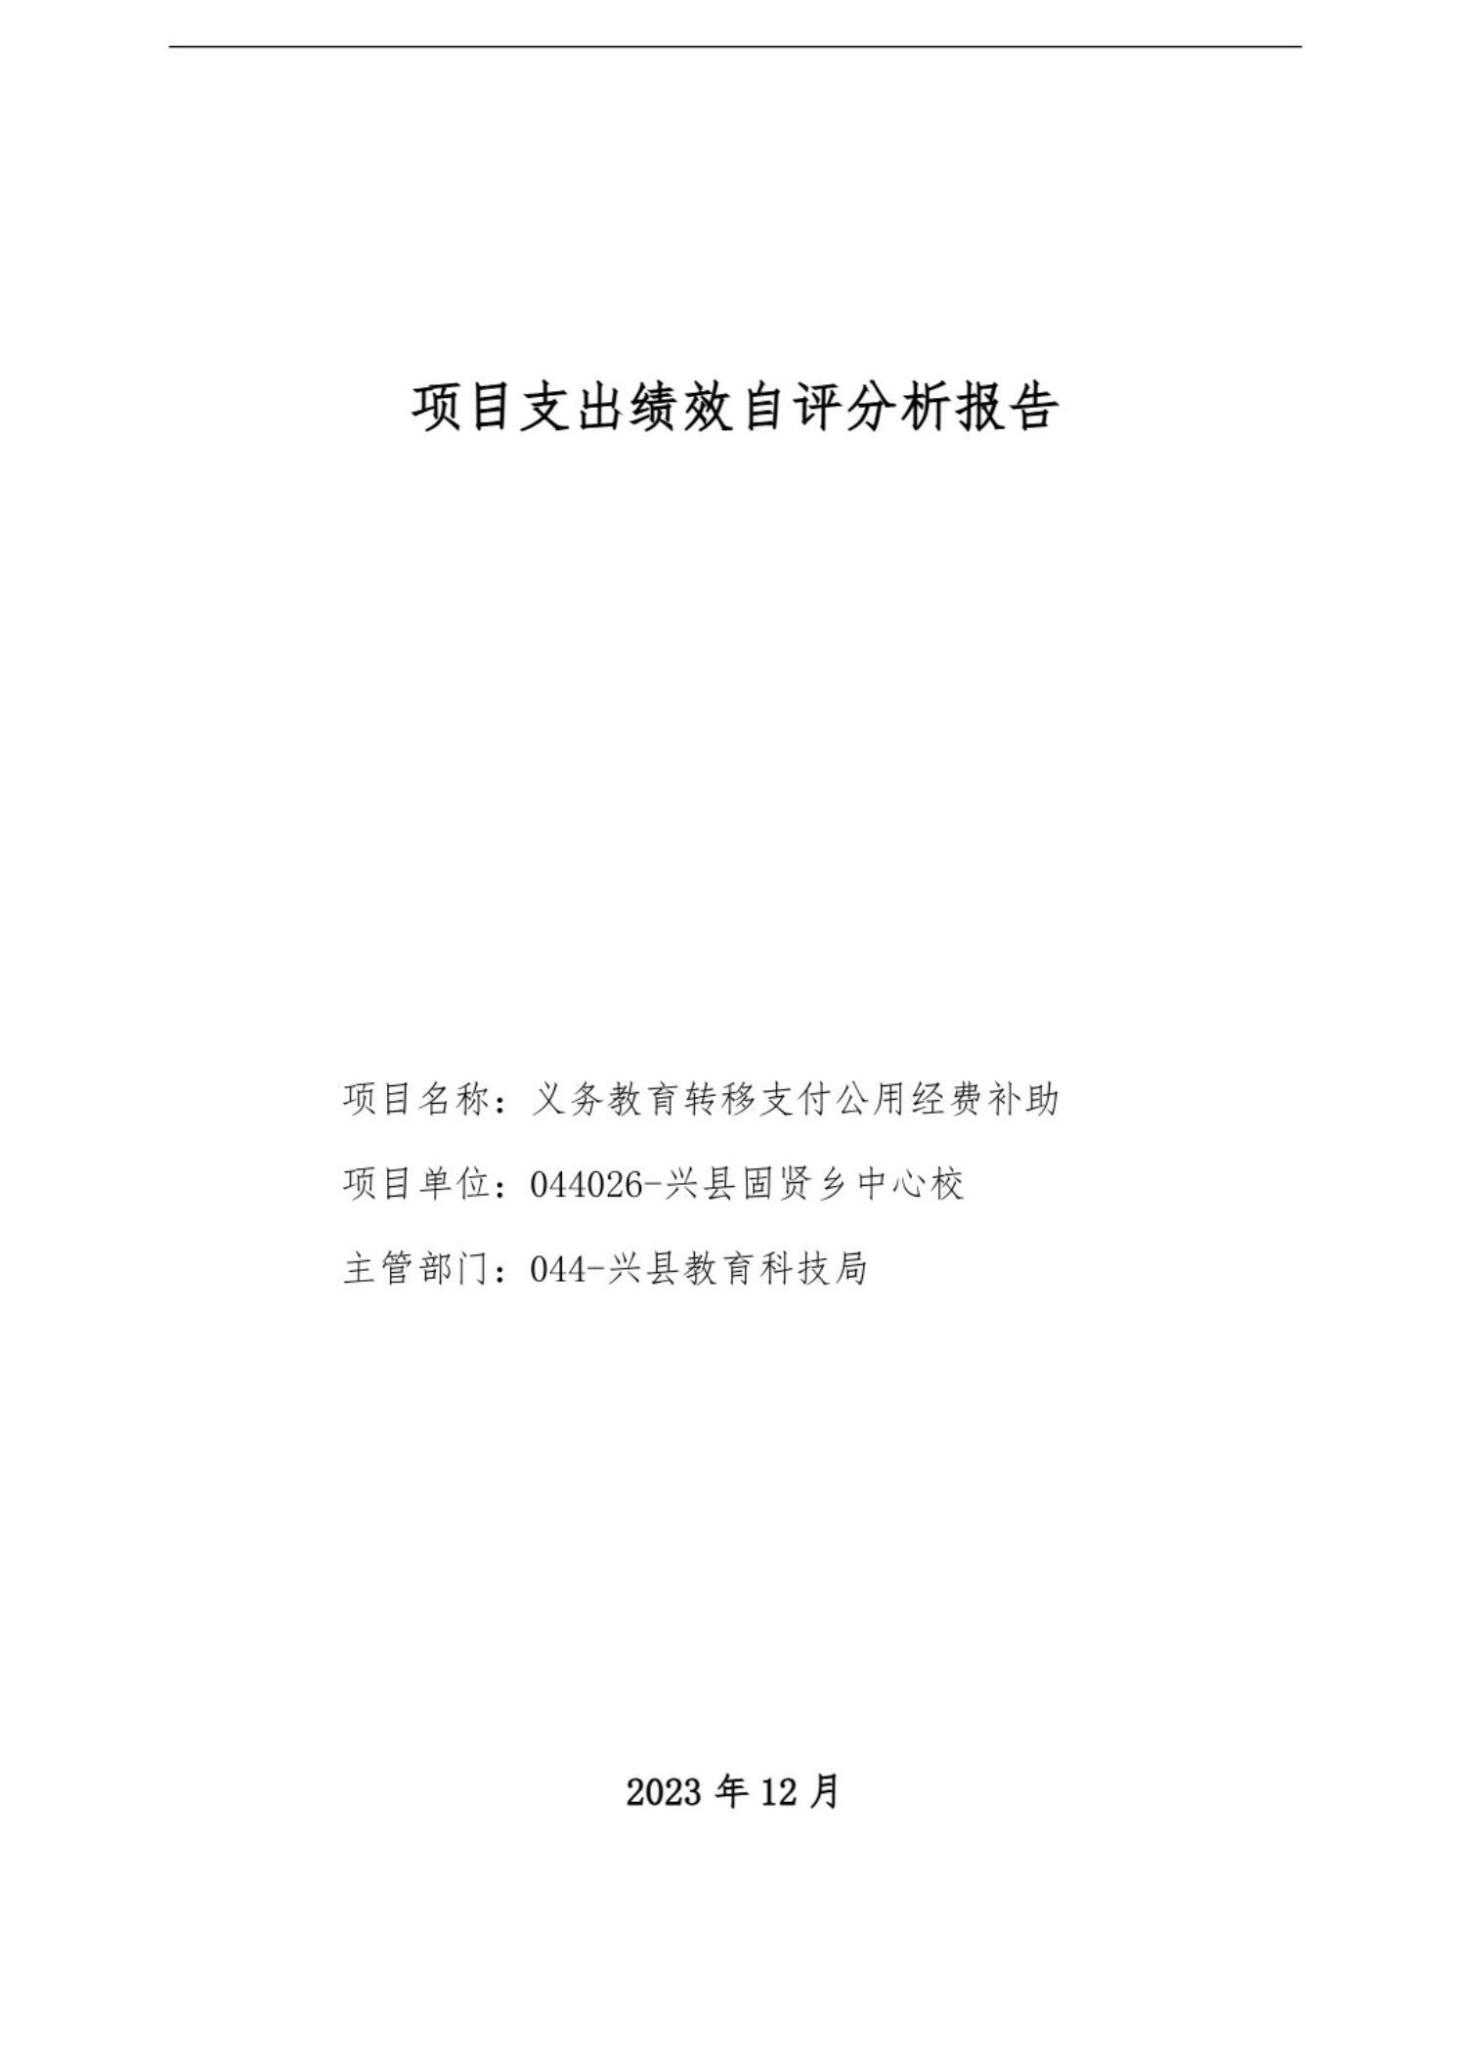 项目支出绩效自评分析报告
项目名称：义务教育转移支付公用经费补助
项目单位：044026-兴县固贤乡中心校
主管部门：044-兴县教育科技局
2023 年 12 月